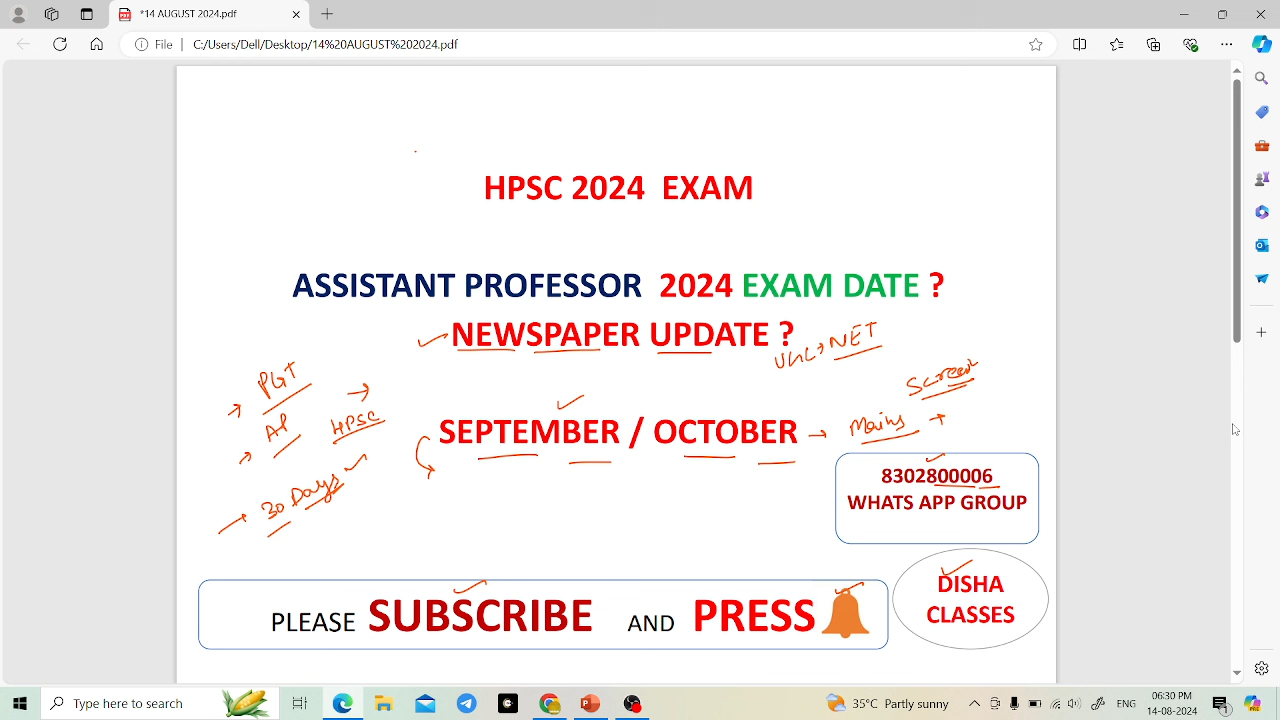 *14 AUGUST 2024.pdf
File
C:/Users/Dell/Desktop/14%20AUGUST%202024.pdf
HPSC 2024 EXAM
ASSISTANT PROFESSOR 2024 EXAM DATE ?
NEWSPAPER UPDATE ?
UGC NET
PGT
AP
HPSC
SEPTEMBER / OCTOBER
Mains
Screen
30 Days
8302800006
WHATS APP GROUP
PLEASE SUBSCRIBE AND PRESS
DISHA
CLASSES
Type here to search
35°C Partly sunny
ENG
06:30 PM
14-08-2024
1